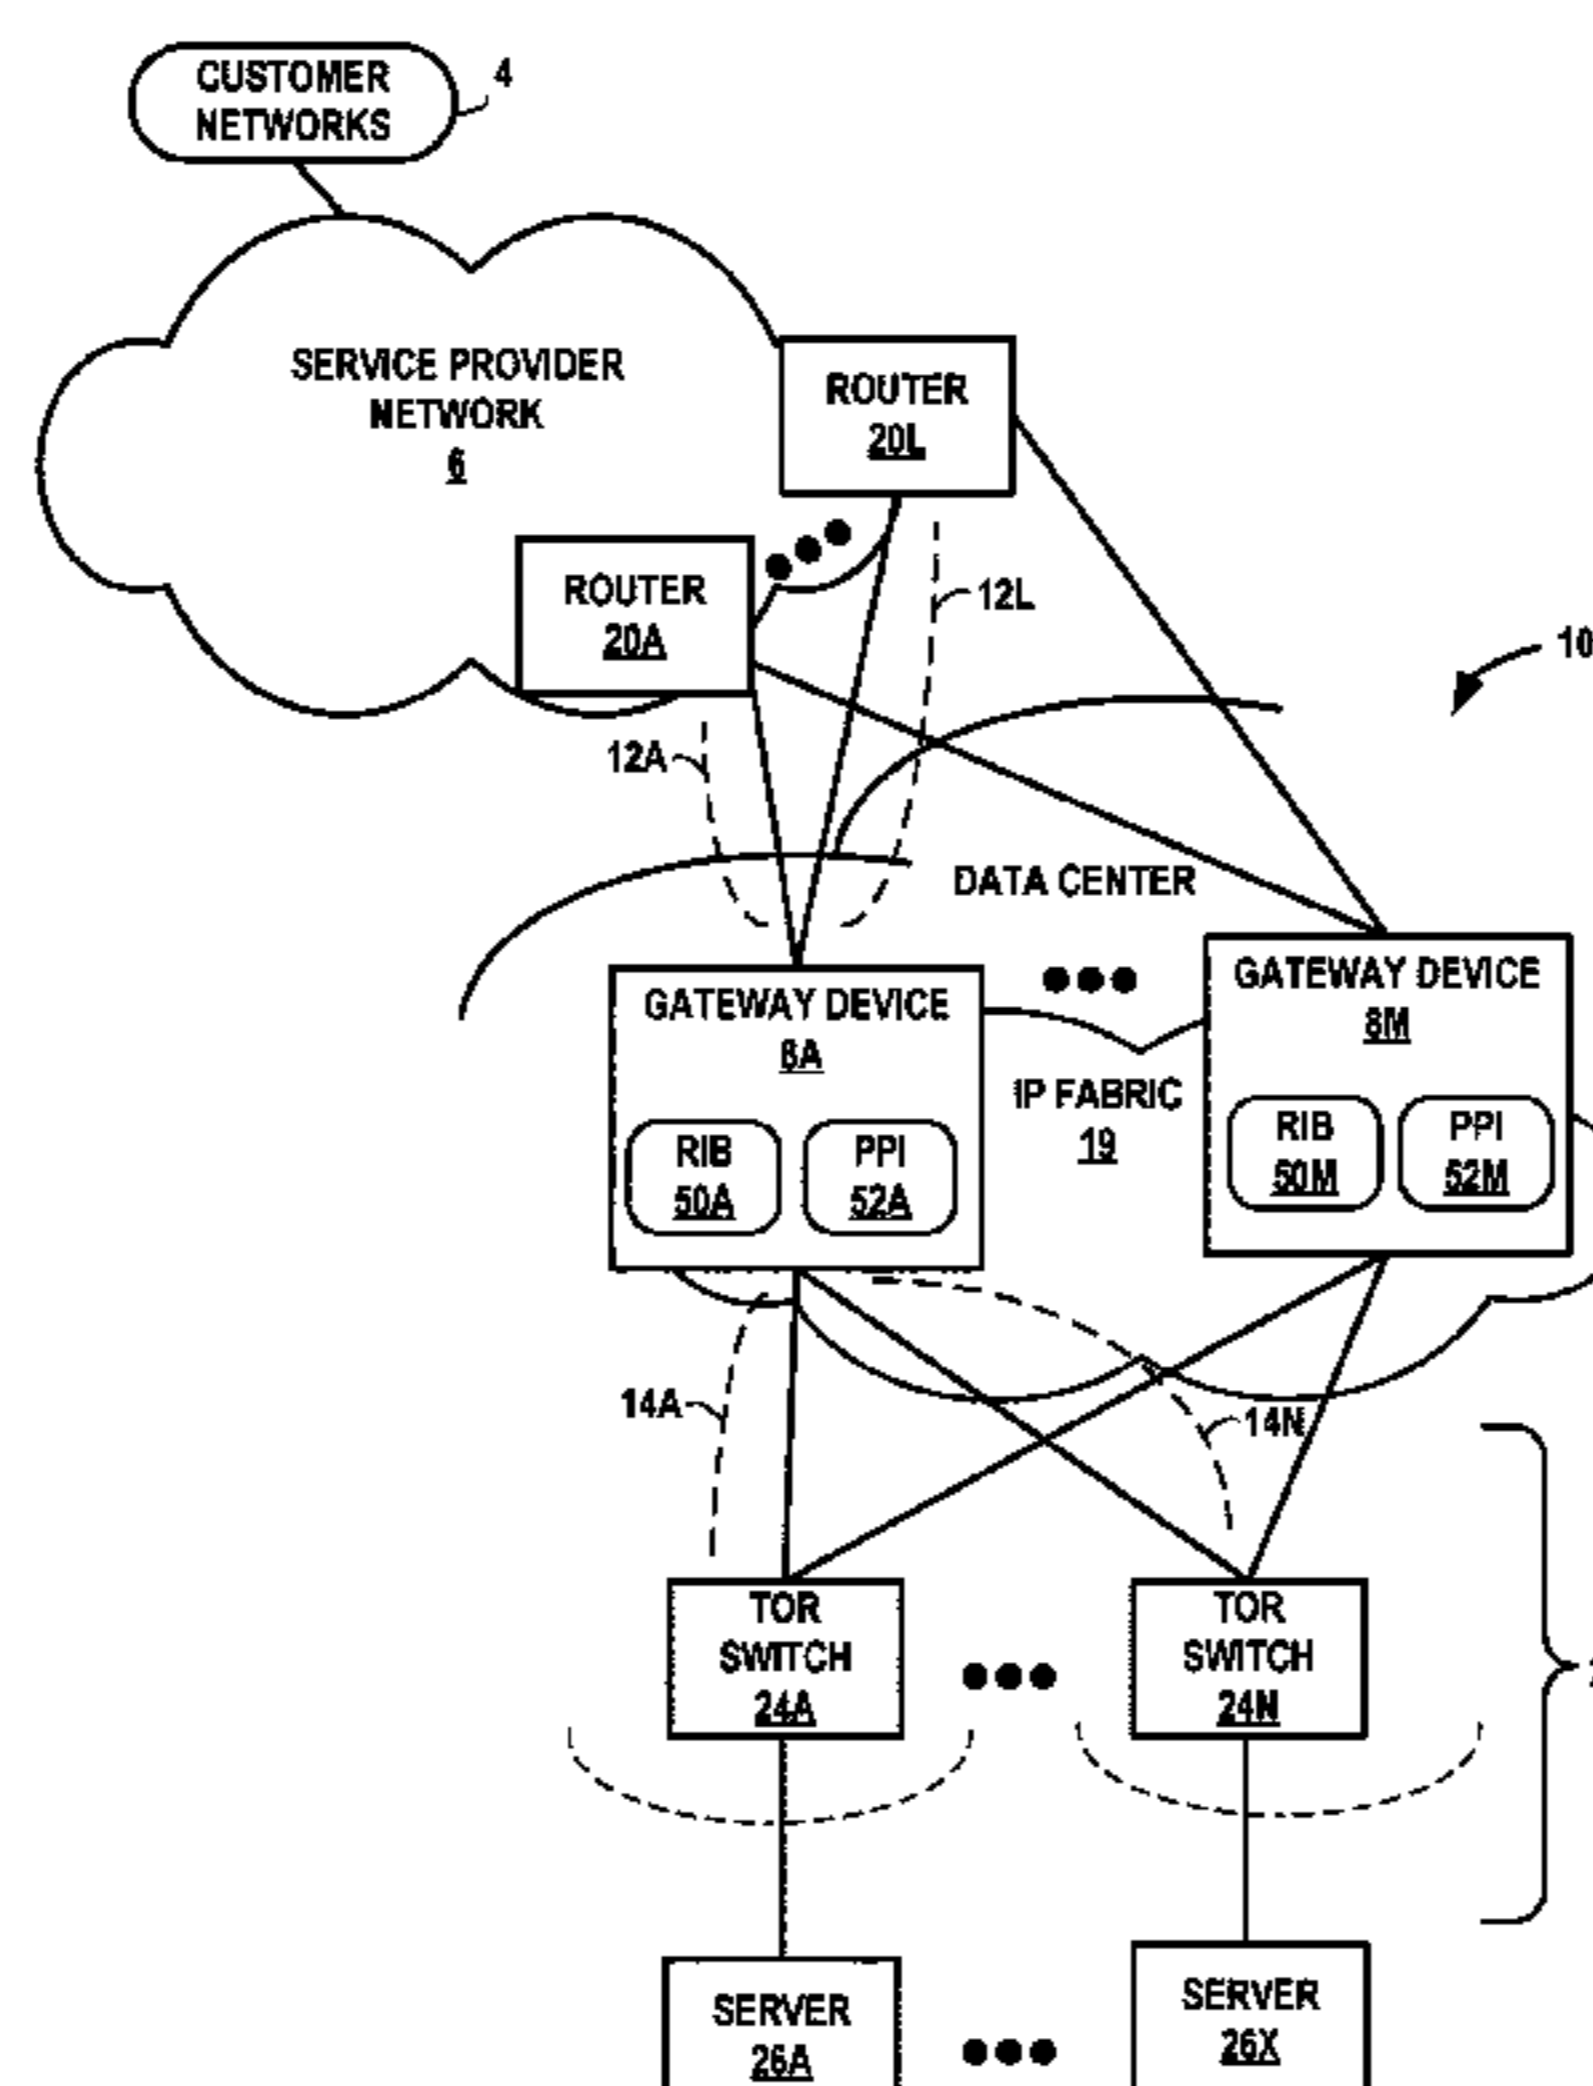 CUSTOMER
NETWORKS
4
SERVICE PROVIDER
NETWORK
6
ROUTER
20L
ROUTER
20A
12L
10
12A
DATA CENTER
GATEWAY DEVICE
8A
RIB
50A
PPI
52A
IP FABRIC
19
GATEWAY DEVICE
8M
RIB
50M
PPI
52M
14A
14N
TOR
SWITCH
24A
TOR
SWITCH
24N
SERVER
26A
SERVER
26X